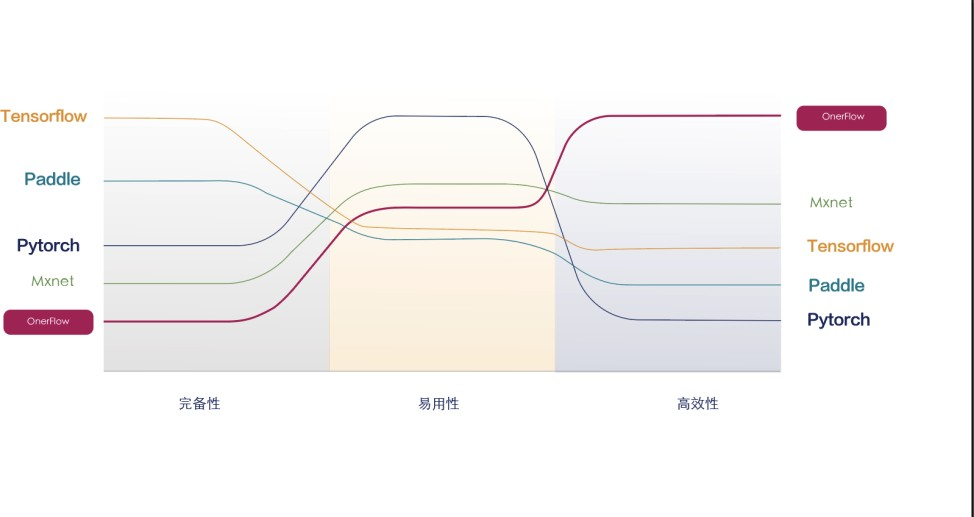 Tensorflow
Paddle
Pytorch
Mxnet
OnerFlow
OnerFlow
Mxnet
Tensorflow
Paddle
Pytorch
完备性 易用性 高效性